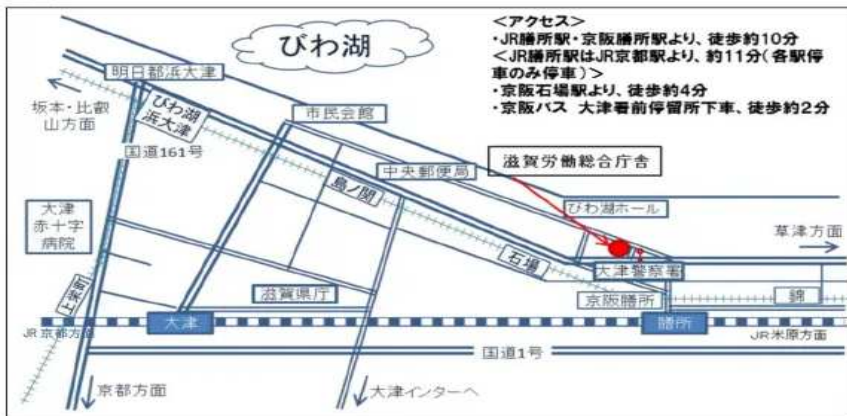 <アクセス>
・JR膳所駅・京阪膳所駅より、徒歩約10分
<JR膳所駅はJR京都駅より、約11分(各駅停
車のみ停車)>
・京阪石場駅より、徒歩約4分
・京阪バス 大津署前停留所下車、徒歩約2分
びわ湖
明日都浜大津
坂本・比叡
山方面
びわ湖
浜大津
市民会館
国道161号
中央郵便局
滋賀労働総合庁舎
島ノ関
びわ湖ホール
大津
赤十字
病院
草津方面
石場
大津警察署
上栄町
滋賀県庁
京阪膳所
錦
大津
膳所
JR京都方面
JR米原方面
国道1号
京都方面
大津インターへ